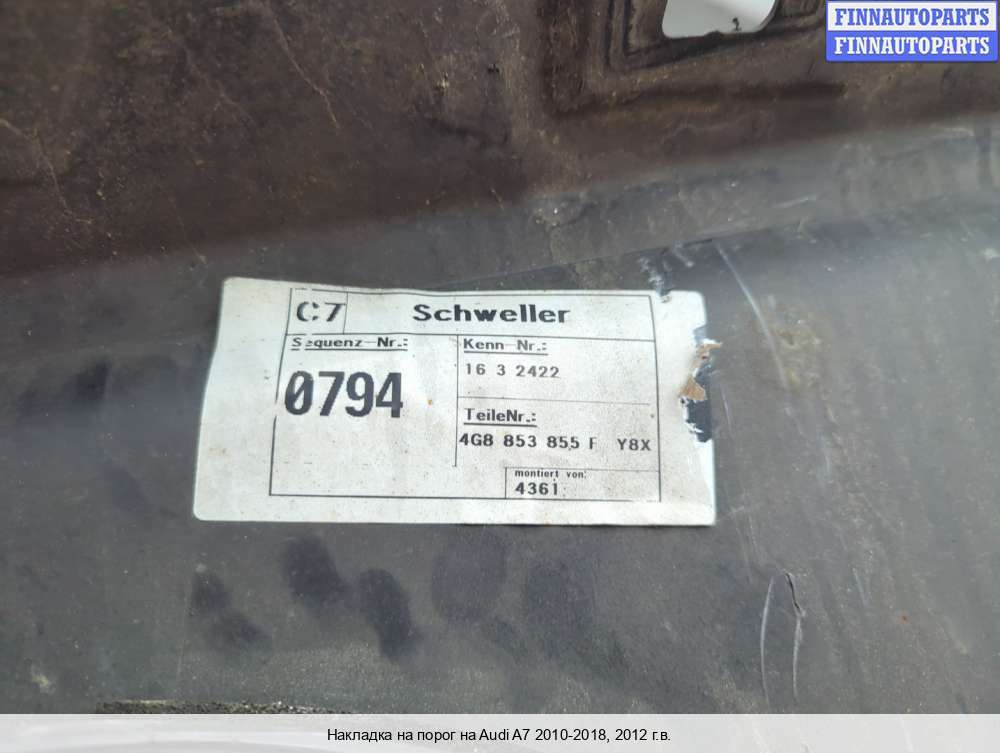 FINNAUTOPARTS
FINNAUTOPARTS
C7 Schweller
Sequenz-Nr.: Kenn-Nr.:
0794 16 3 2422
TeileNr.:
4G8 853 855 F Y8X
montiert von:
4361
Накладка на порог на Audi A7 2010-2018, 2012 г.в.